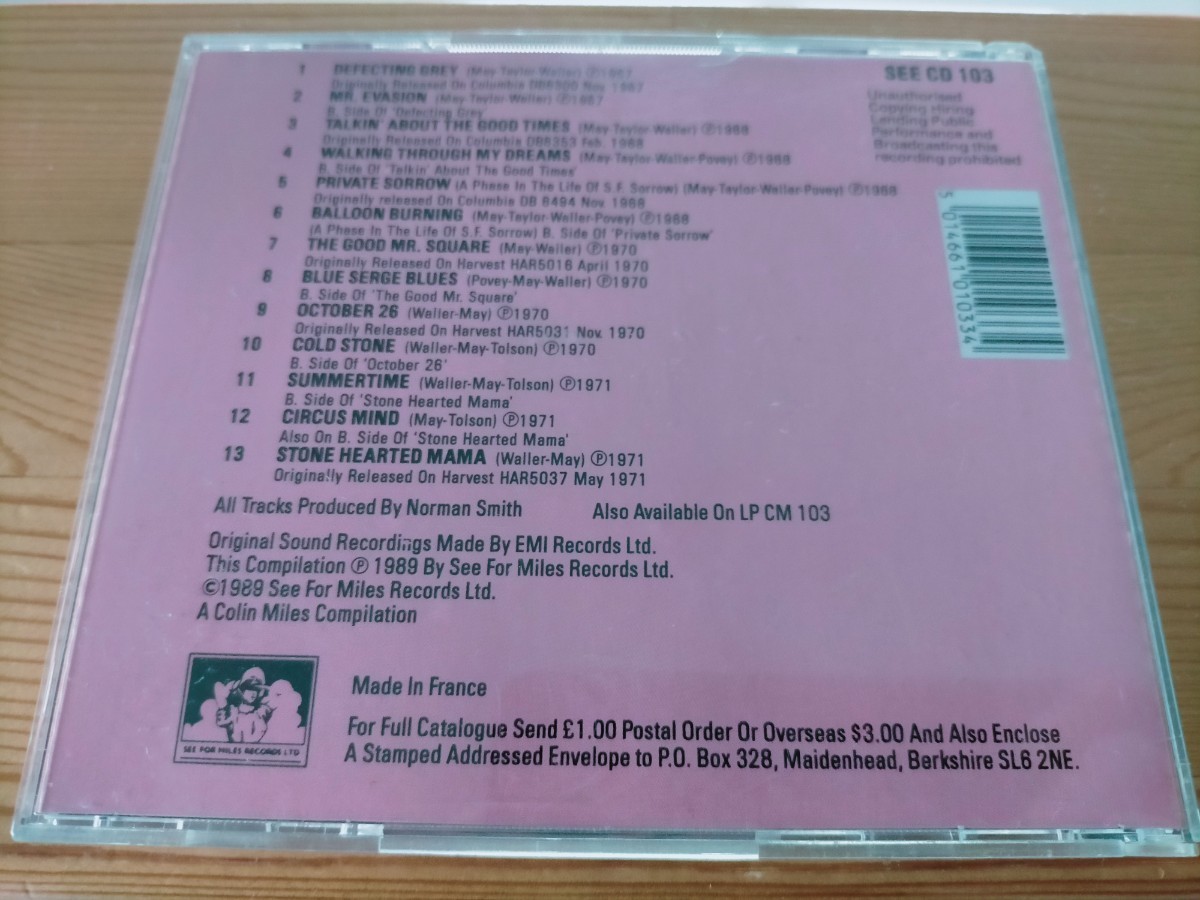 1 DEFECTING GREY (May-Taylor-Waller) Ⓟ1967
Originally Released On Columbia DB8300 Nov 1967
2 MR. EVASION (May-Taylor-Waller) Ⓟ1967
B. Side Of 'Defecting Grey'
3 TALKIN' ABOUT THE GOOD TIMES (May-Taylor-Waller) Ⓟ1968
Originally Released On Columbia DB8353 Feb. 1968
4 WALKING THROUGH MY DREAMS (May-Taylor-Waller-Povey) Ⓟ1968
B. Side Of 'Talkin' About The Good Times'
5 PRIVATE SORROW (A Phase In The Life Of S.F. Sorrow) (May-Taylor-Waller-Povey) Ⓟ1968
Originally released On Columbia DB 8494 Nov 1968
6 BALLOON BURNING (May-Taylor-Waller-Povey) Ⓟ1968
(A Phase In The Life Of S.F. Sorrow) B. Side Of 'Private Sorrow'
7 THE GOOD MR. SQUARE (May-Waller) Ⓟ1970
Originally Released On Harvest HAR5016 April 1970
8 BLUE SERGE BLUES (Povey-May-Waller) Ⓟ1970
B. Side Of 'The Good Mr. Square'
9 OCTOBER 26 (Waller-May) Ⓟ1970
Originally Released On Harvest HAR5031 Nov. 1970
10 COLD STONE (Waller-May-Tolson) Ⓟ1970
B. Side Of 'October 26'
11 SUMMERTIME (Waller-May-Tolson) Ⓟ1971
B. Side Of 'Stone Hearted Mama'
12 CIRCUS MIND (May-Tolson) Ⓟ1971
Also On B. Side Of 'Stone Hearted Mama'
13 STONE HEARTED MAMA (Waller-May) Ⓟ1971
Originally Released On Harvest HAR5037 May 1971
SEE CD 103
Unauthorised
Copying Hiring
Lending Public
Performance and
Broadcasting this
recording prohibited
5 014661 010334
All Tracks Produced By Norman Smith Also Available On LP CM 103
Original Sound Recordings Made By EMI Records Ltd.
This Compilation Ⓟ 1989 By See For Miles Records Ltd.
©1989 See For Miles Records Ltd.
A Colin Miles Compilation
SEE FOR MILES RECORDS LTD
Made In France
For Full Catalogue Send £1.00 Postal Order Or Overseas $3.00 And Also Enclose
A Stamped Addressed Envelope to P.O. Box 328, Maidenhead, Berkshire SL6 2NE.